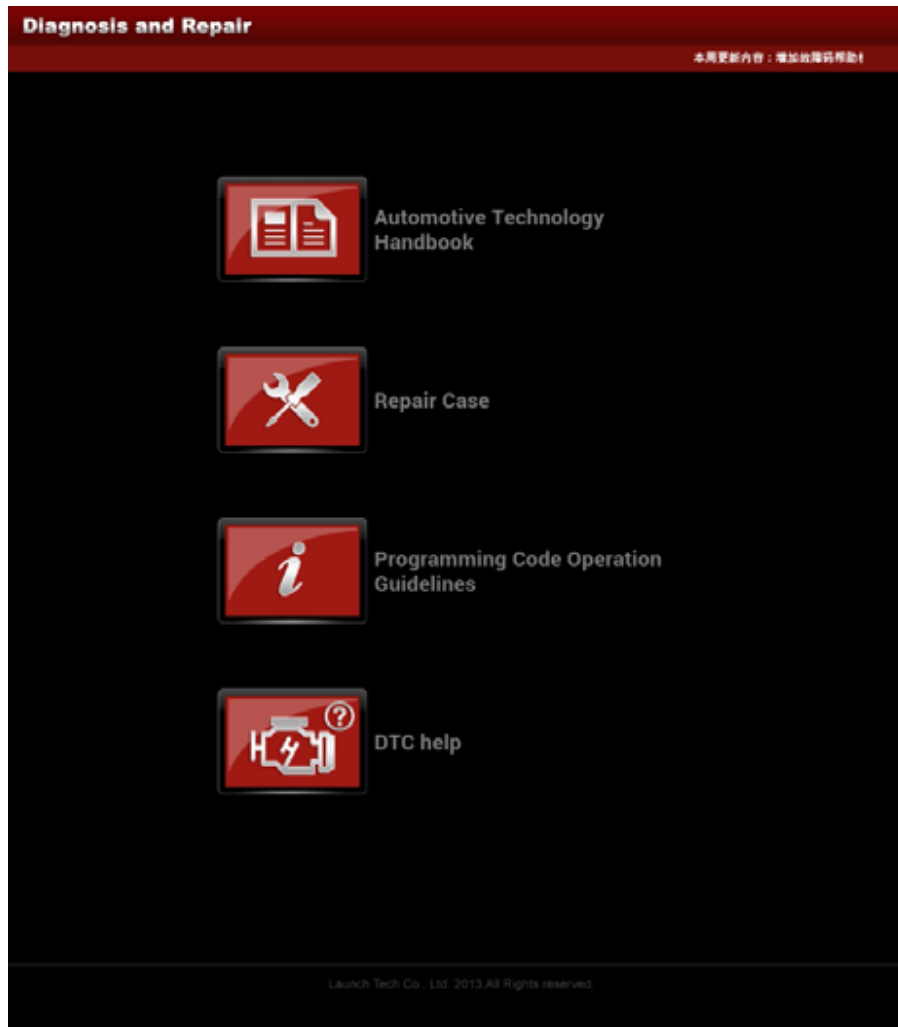 Diagnosis and Repair
本周更新内容：增加故障码帮助
Automotive Technology
Handbook
Repair Case
Programming Code Operation
Guidelines
DTC help
Launch Tech Co., Ltd. 2013.All Rights reserved.